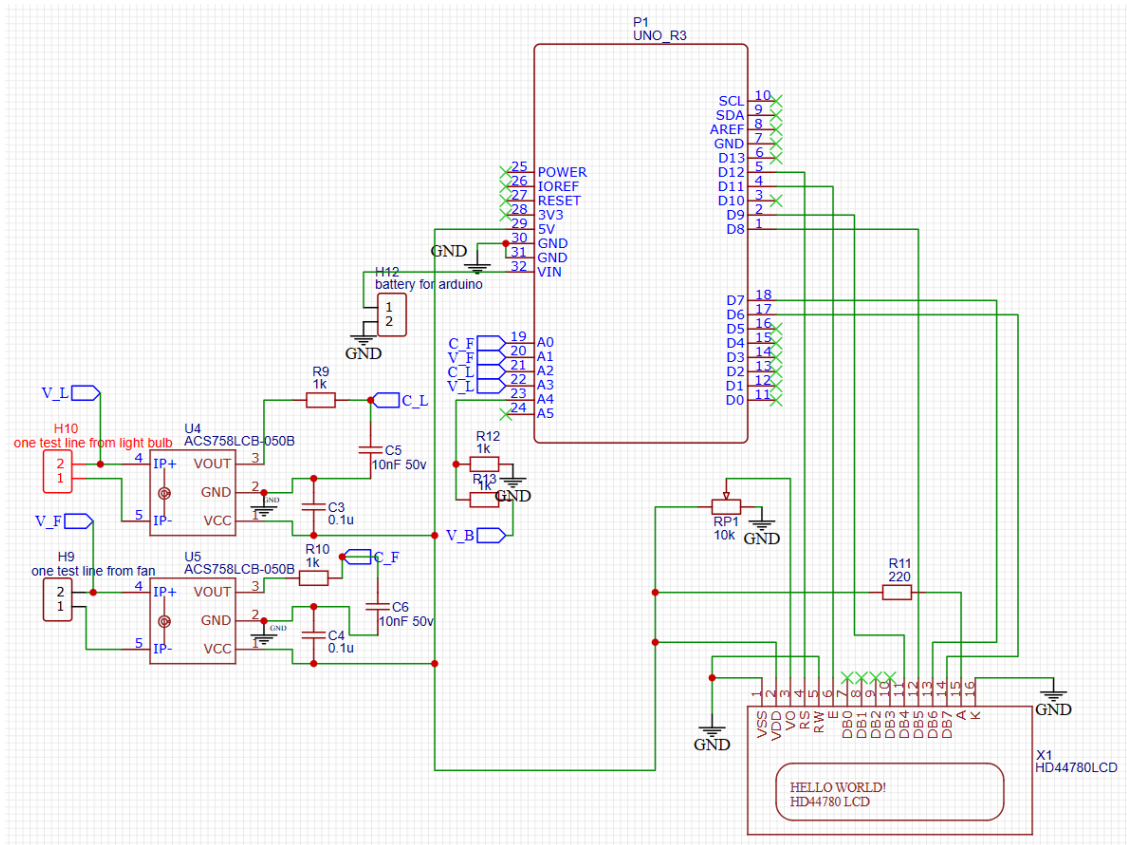 P1
UNO_R3
SCL 10
SDA 9
AREF 8
GND 7
D13 6
D12 5
D11 4
D10 3
D9 2
D8 1
25 POWER
26 IOREF
27 RESET
28 3V3
29 5V
30 GND
31 GND
32 VIN
GND
H12
battery for arduino
1
2
GND
D7 18
D6 17
D5 16
D4 15
D3 14
D2 13
D1 12
D0 11
C_F 19 A0
V_F 20 A1
C_L 21 A2
V_L 22 A3
23 A4
24 A5
R9
1k
V_L
C_L
H10
one test line from light bulb
2
1
U4
ACS758LCB-050B
4 IP+
5 IP-
VOUT 3
GND 2
VCC 1
GND
C5
10nF 50v
C3
0.1u
R12
1k
R13
1k
GND
V_B
V_F
H9
one test line from fan
2
1
U5
ACS758LCB-050B
4 IP+
5 IP-
VOUT 3
GND 2
VCC 1
GND
R10
1k
C_F
C6
10nF 50v
C4
0.1u
RP1
10k
GND
R11
220
GND
GND
1 2 3 4 5 6 7 8 9 10 11 12 13 14 15 16
VSS VDD VO RS RW E DB0 DB1 DB2 DB3 DB4 DB5 DB6 DB7 A K
X1
HD44780LCD
HELLO WORLD!
HD44780 LCD